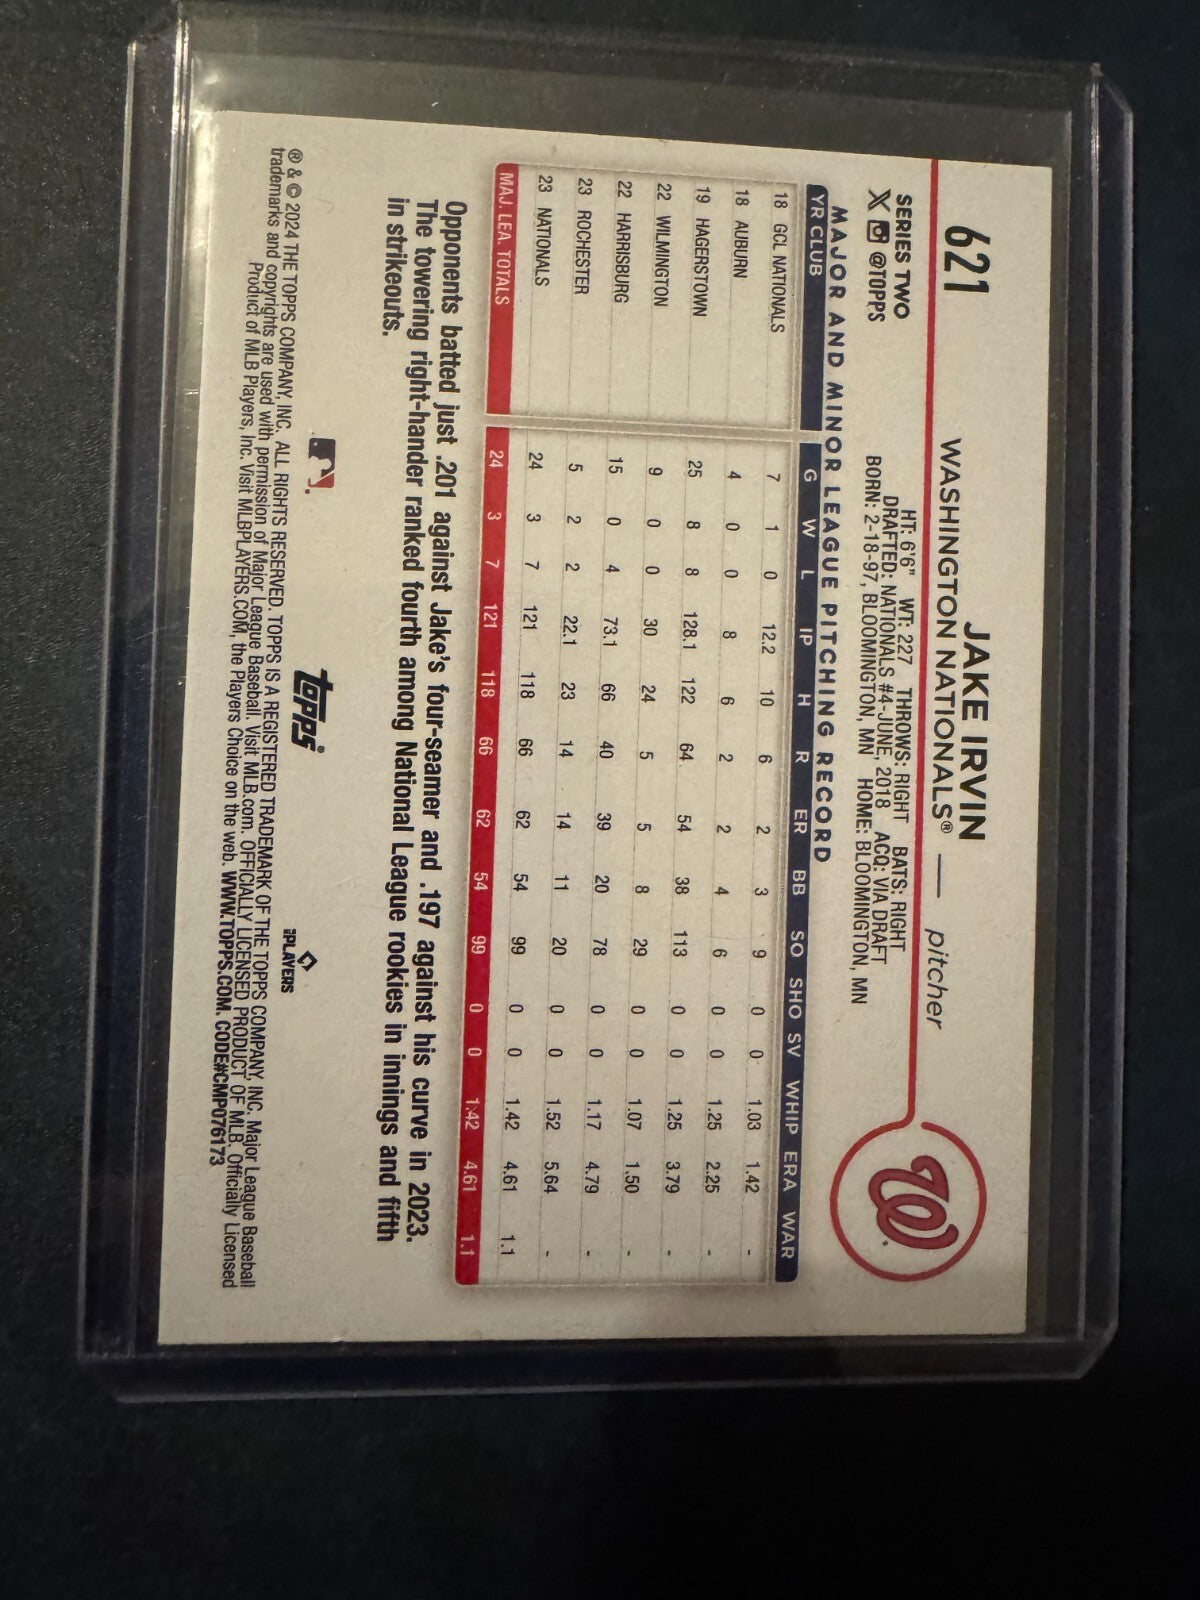 621
JAKE IRVIN
WASHINGTON NATIONALS® — pitcher
SERIES TWO
X @TOPPS
HT: 6'6" WT: 227 THROWS: RIGHT BATS: RIGHT
DRAFTED: NATIONALS #4-JUNE, 2018 ACQ: VIA DRAFT
BORN: 2-18-97, BLOOMINGTON, MN HOME: BLOOMINGTON, MN
MAJOR AND MINOR LEAGUE PITCHING RECORD
YR CLUB G W L IP H R ER BB SO SHO SV WHIP ERA WAR
18 GCL NATIONALS 7 1 0 12.2 10 6 2 3 9 0 0 1.03 1.42 -
18 AUBURN 4 0 0 8 6 2 2 4 6 0 0 1.25 2.25 -
19 HAGERSTOWN 25 8 8 128.1 122 64 54 38 113 0 0 1.25 3.79 -
22 WILMINGTON 9 0 0 30 24 5 5 8 29 0 0 1.07 1.50 -
22 HARRISBURG 15 0 4 73.1 66 40 39 20 78 0 0 1.17 4.79 -
23 ROCHESTER 5 2 2 22.1 23 14 14 11 20 0 0 1.52 5.64 -
23 NATIONALS 24 3 7 121 118 66 62 54 99 0 0 1.42 4.61 1.1
MAJ. LEA. TOTALS 24 3 7 121 118 66 62 54 99 0 0 1.42 4.61 1.1
Opponents batted just .201 against Jake's four-seamer and .197 against his curve in 2023.
The towering right-hander ranked fourth among National League rookies in innings and fifth
in strikeouts.
topps
PLAYERS
® & © 2024 THE TOPPS COMPANY, INC. ALL RIGHTS RESERVED. TOPPS IS A REGISTERED TRADEMARK OF THE TOPPS COMPANY, INC. Major League Baseball
trademarks and copyrights are used with permission of Major League Baseball. Visit MLB.com. OFFICIALLY LICENSED PRODUCT OF MLB. Officially Licensed
Product of MLB Players, Inc. Visit MLBPLAYERS.COM, the Players Choice on the web. WWW.TOPPS.COM. CODE#CMP076173